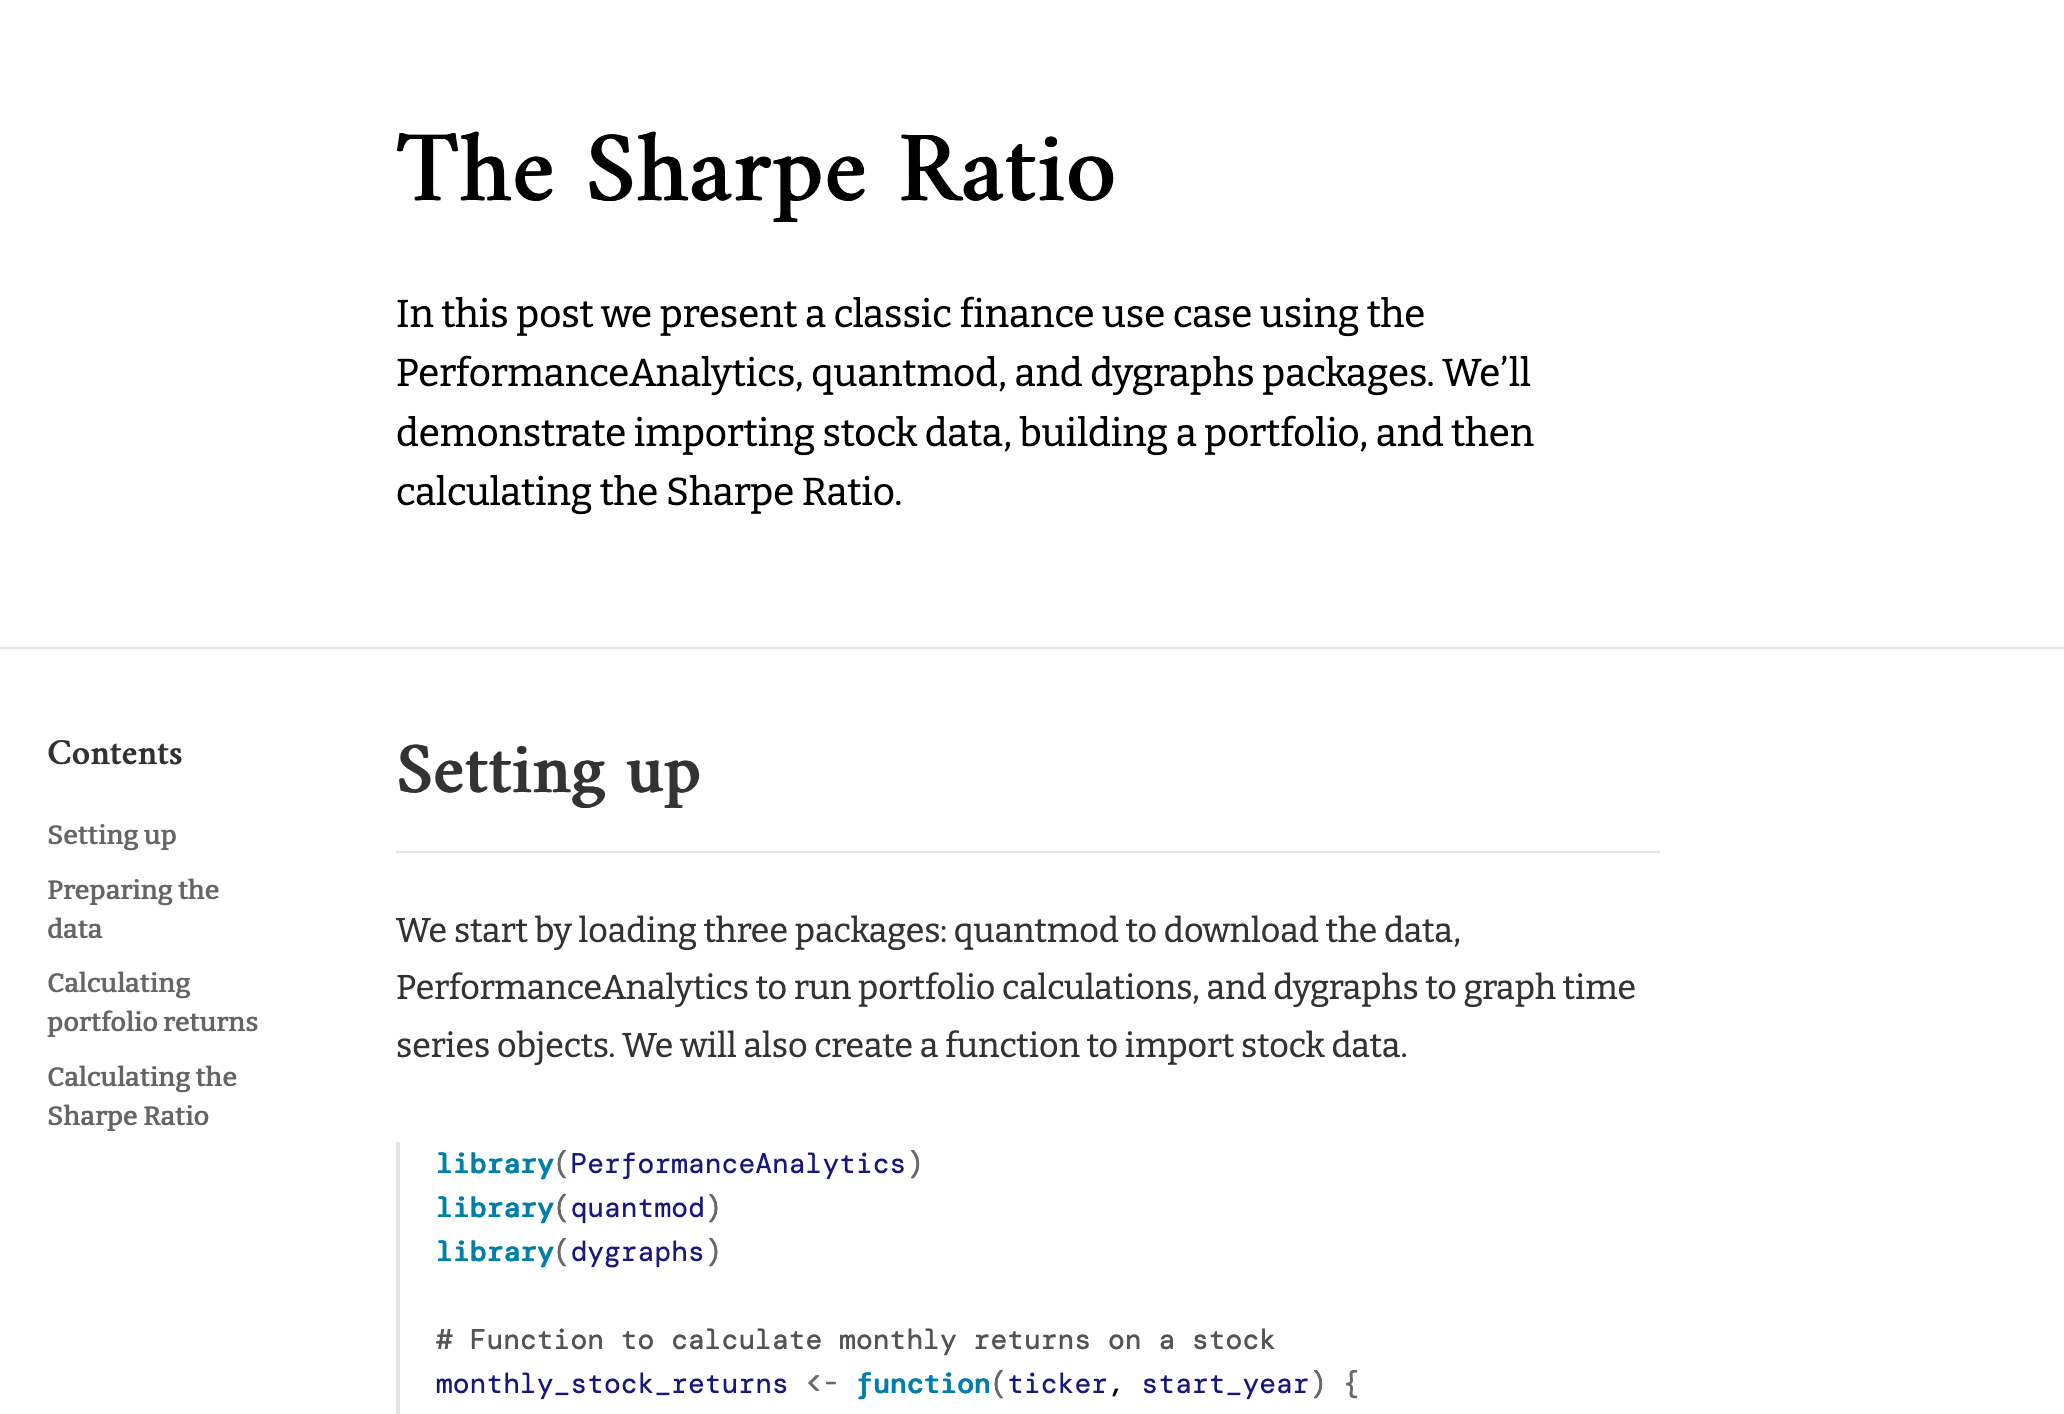 The Sharpe Ratio
In this post we present a classic finance use case using the
PerformanceAnalytics, quantmod, and dygraphs packages. We’ll
demonstrate importing stock data, building a portfolio, and then
calculating the Sharpe Ratio.
Contents
Setting up
Preparing the
data
Calculating
portfolio returns
Calculating the
Sharpe Ratio
Setting up
We start by loading three packages: quantmod to download the data,
PerformanceAnalytics to run portfolio calculations, and dygraphs to graph time
series objects. We will also create a function to import stock data.
library(PerformanceAnalytics)
library(quantmod)
library(dygraphs)
# Function to calculate monthly returns on a stock
monthly_stock_returns <- function(ticker, start_year) {